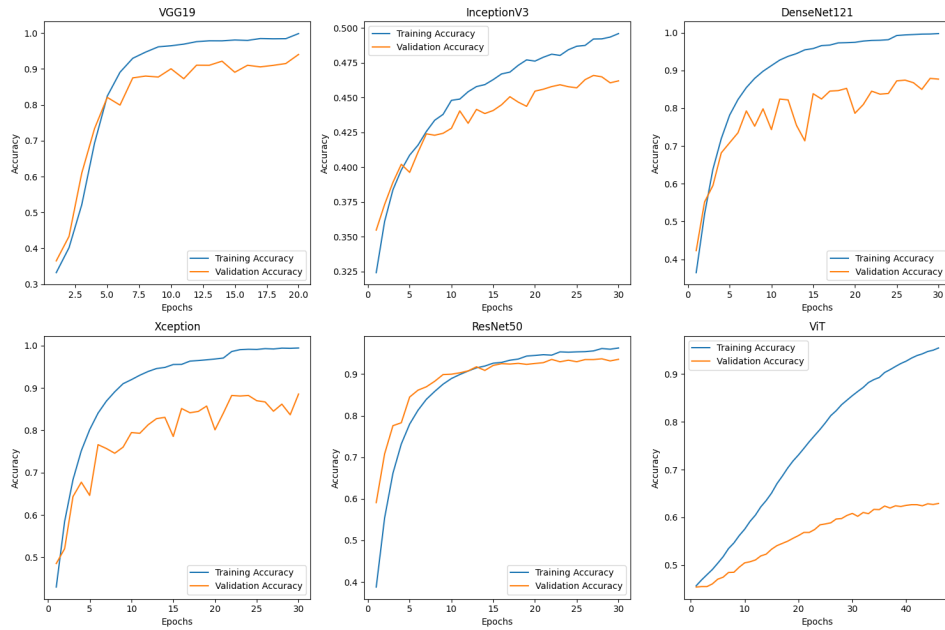 VGG19
1.0
0.9
0.8
0.7
0.6
0.5
0.4
0.3
Accuracy
2.5 5.0 7.5 10.0 12.5 15.0 17.5 20.0
Epochs
Training Accuracy
Validation Accuracy
InceptionV3
0.500
0.475
0.450
0.425
0.400
0.375
0.350
0.325
Accuracy
0 5 10 15 20 25 30
Epochs
Training Accuracy
Validation Accuracy
DenseNet121
1.0
0.9
0.8
0.7
0.6
0.5
0.4
Accuracy
0 5 10 15 20 25 30
Epochs
Training Accuracy
Validation Accuracy
Xception
1.0
0.9
0.8
0.7
0.6
0.5
Accuracy
0 5 10 15 20 25 30
Epochs
Training Accuracy
Validation Accuracy
ResNet50
0.9
0.8
0.7
0.6
0.5
0.4
Accuracy
0 5 10 15 20 25 30
Epochs
Training Accuracy
Validation Accuracy
ViT
0.9
0.8
0.7
0.6
0.5
Accuracy
0 10 20 30 40
Epochs
Training Accuracy
Validation Accuracy